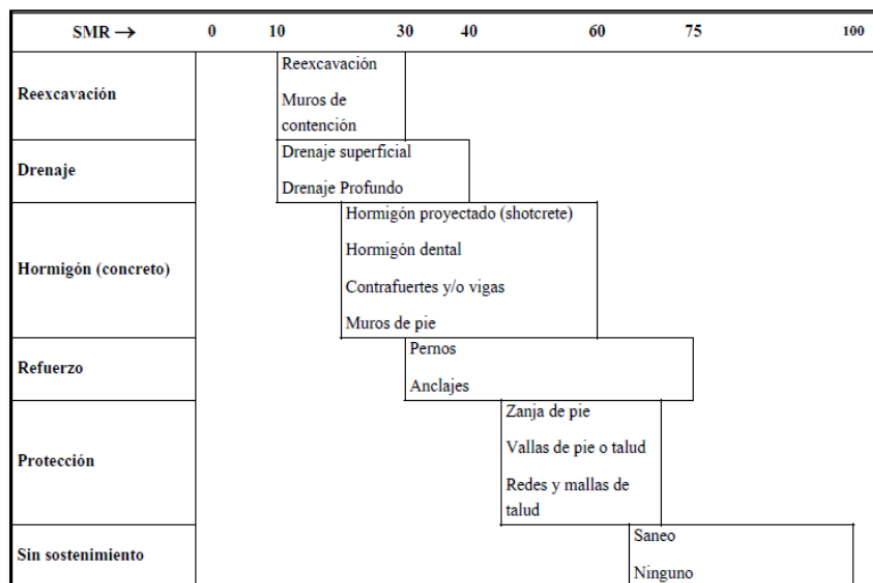 SMR → 0 10 30 40 60 75 100
Reexcavación
Reexcavación
Muros de
contención
Drenaje
Drenaje superficial
Drenaje Profundo
Hormigón (concreto)
Hormigón proyectado (shotcrete)
Hormigón dental
Contrafuertes y/o vigas
Muros de pie
Refuerzo
Pernos
Anclajes
Protección
Zanja de pie
Vallas de pie o talud
Redes y mallas de
talud
Sin sostenimiento
Saneo
Ninguno